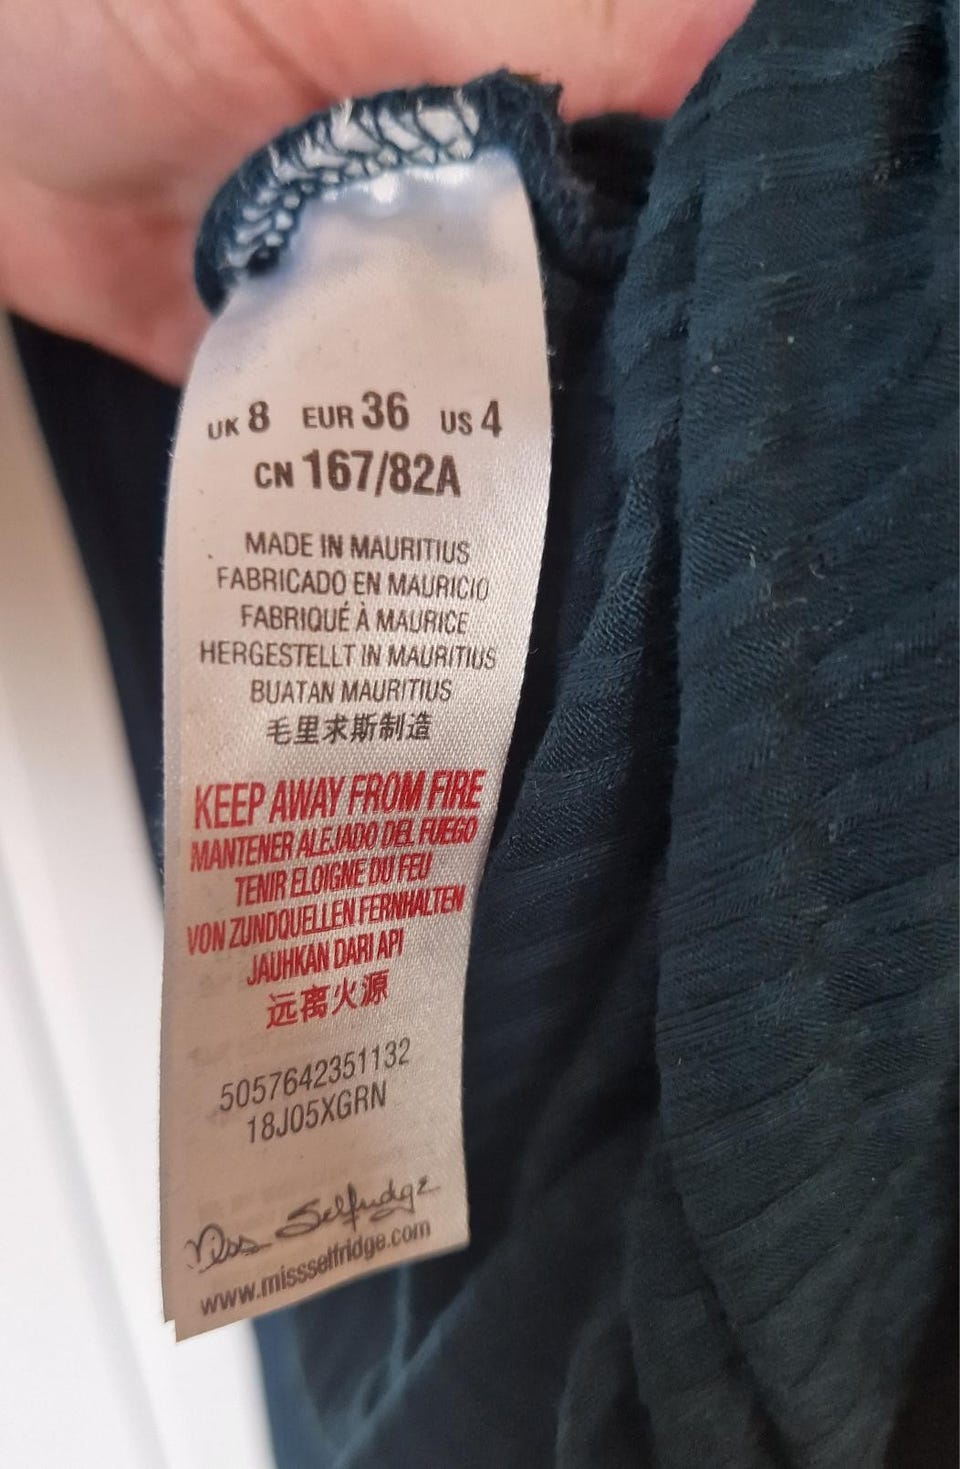 UK 8 EUR 36 US 4
CN 167/82A
MADE IN MAURITIUS
FABRICADO EN MAURICIO
FABRIQUÉ À MAURICE
HERGESTELLT IN MAURITIUS
BUATAN MAURITIUS
毛里求斯制造
KEEP AWAY FROM FIRE
MANTENER ALEJADO DEL FUEGO
TENIR ELOIGNE DU FEU
VON ZUNDQUELLEN FERNHALTEN
JAUHKAN DARI API
远离火源
5057642351132
18J05XGRN
Miss Selfridge
www.missselfridge.com